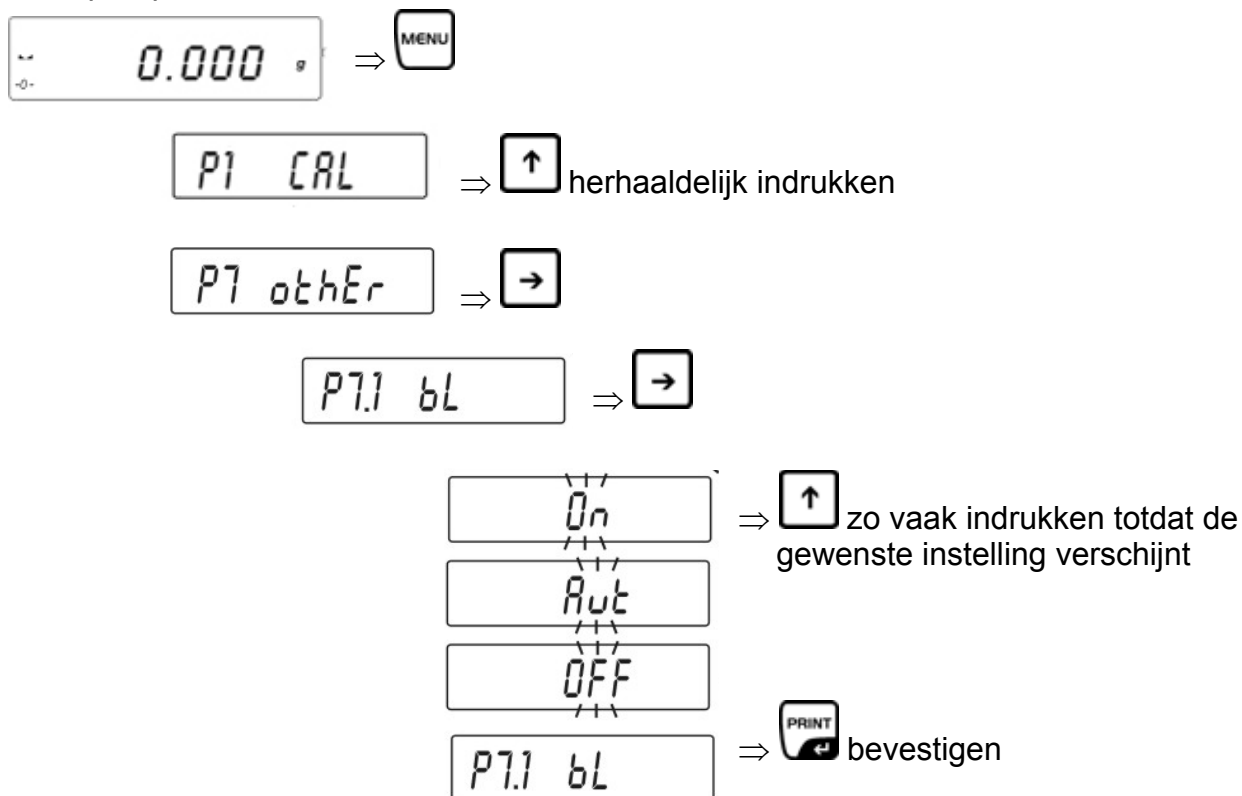 0.000 g ⇒ MENU
-0-
P1 CAL ⇒ ↑ herhaaldelijk indrukken
P7 othEr ⇒ →
P7.1 bL ⇒ →
On ⇒ ↑ zo vaak indrukken totdat de
gewenste instelling verschijnt
Aut
OFF
P7.1 bL ⇒ PRINT bevestigen